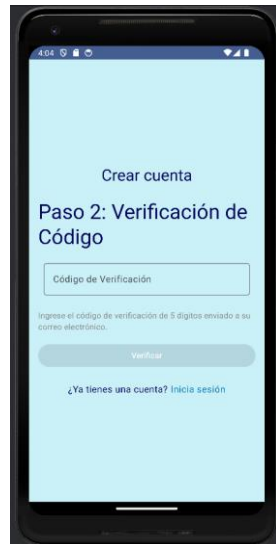 4:04
Crear cuenta
Paso 2: Verificación de
Código
Código de Verificación
Ingrese el código de verificación de 5 dígitos enviado a su
correo electrónico.
Verificar
¿Ya tienes una cuenta? Inicia sesión